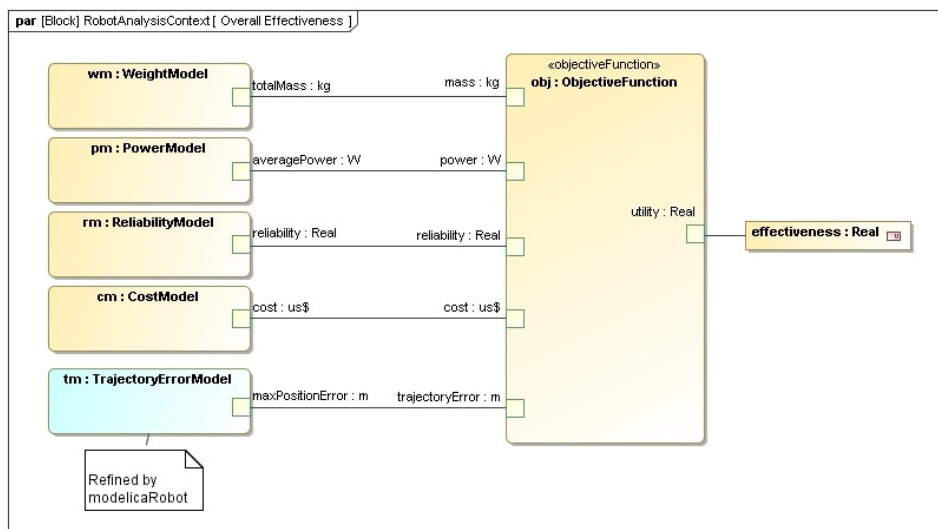 par [Block] RobotAnalysisContext [ Overall Effectiveness ]
wm : WeightModel
totalMass : kg
mass : kg
«objectiveFunction»
obj : ObjectiveFunction
pm : PowerModel
averagePower : W
power : W
rm : ReliabilityModel
reliability : Real
reliability : Real
utility : Real
effectiveness : Real
cm : CostModel
cost : us$
cost : us$
tm : TrajectoryErrorModel
maxPositionError : m
trajectoryError : m
Refined by
modelicaRobot